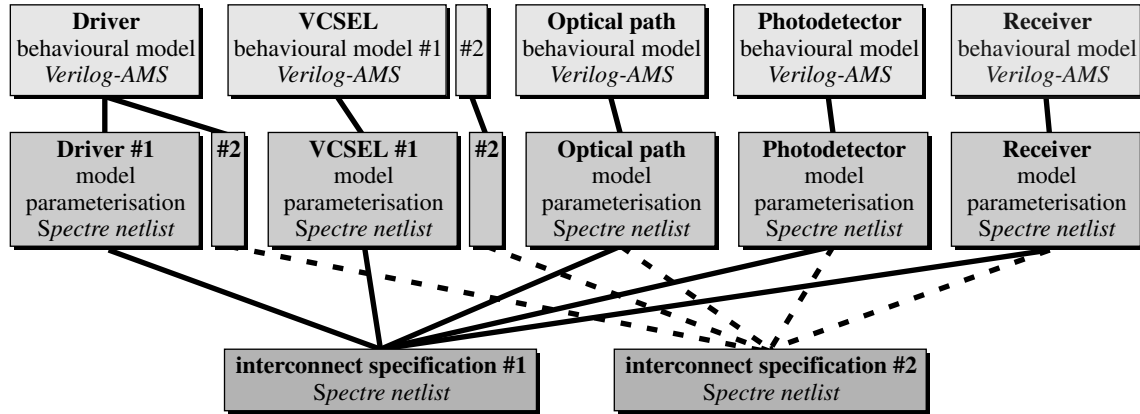 Driver
behavioural model
Verilog-AMS
VCSEL
behavioural model #1
Verilog-AMS
#2
Optical path
behavioural model
Verilog-AMS
Photodetector
behavioural model
Verilog-AMS
Receiver
behavioural model
Verilog-AMS
Driver #1
model
parameterisation
Spectre netlist
#2
VCSEL #1
model
parameterisation
Spectre netlist
#2
Optical path
model
parameterisation
Spectre netlist
Photodetector
model
parameterisation
Spectre netlist
Receiver
model
parameterisation
Spectre netlist
interconnect specification #1
Spectre netlist
interconnect specification #2
Spectre netlist